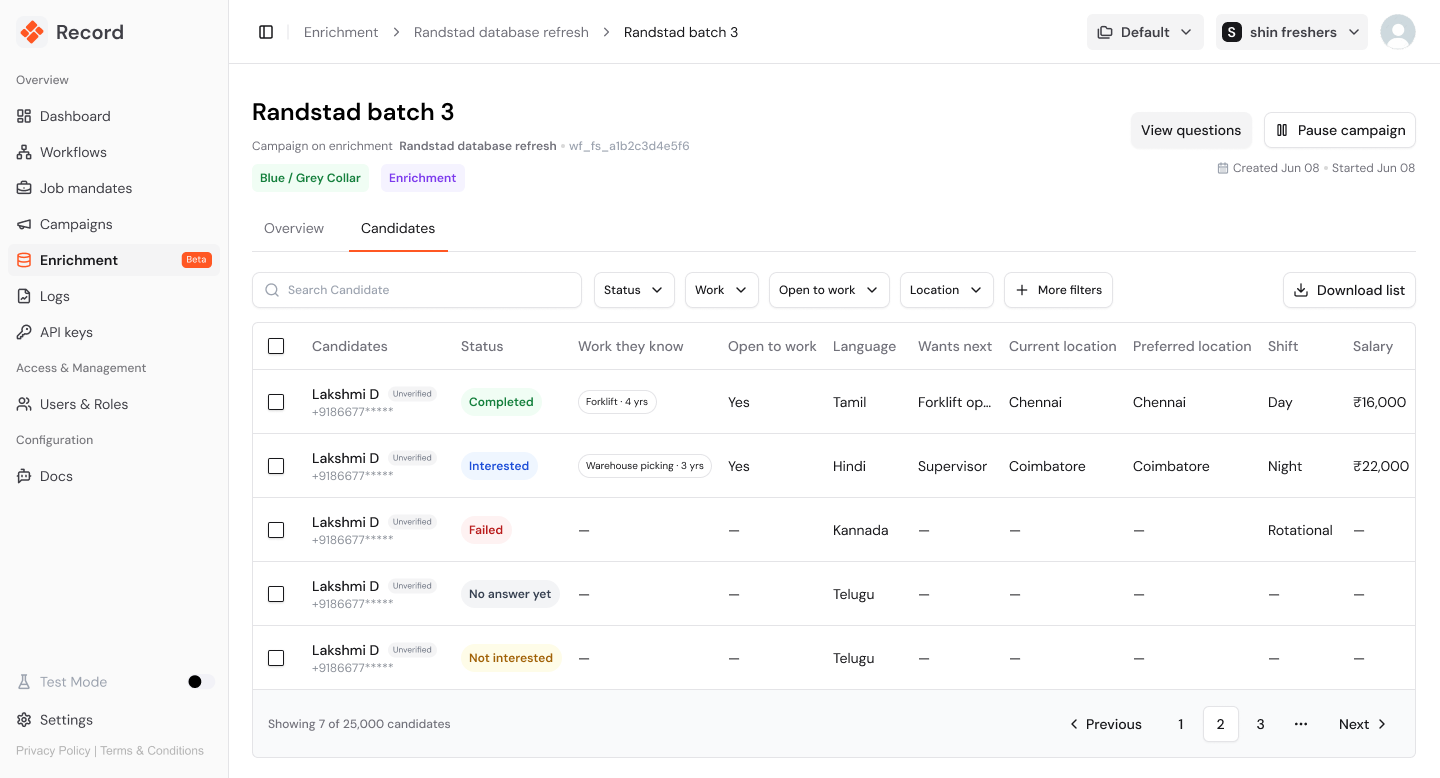 Record
Enrichment
Randstad database refresh
Randstad batch 3
Default
S
shin freshers
Overview
Dashboard
Workflows
Job mandates
Campaigns
Enrichment Beta
Logs
API keys
Access & Management
Users & Roles
Configuration
Docs
Test Mode
Settings
Privacy Policy | Terms & Conditions
Randstad batch 3
Campaign on enrichment Randstad database refresh • wf_fs_a1b2c3d4e5f6
Blue / Grey Collar Enrichment
View questions Pause campaign
Created Jun 08 • Started Jun 08
Overview Candidates
Search Candidate Status Work Open to work Location More filters Download list
Candidates Status Work they know Open to work Language Wants next Current location Preferred location Shift Salary
Lakshmi D Unverified Completed Forklift · 4 yrs Yes Tamil Forklift op... Chennai Chennai Day ₹16,000
+9186677*****
Lakshmi D Unverified Interested Warehouse picking · 3 yrs Yes Hindi Supervisor Coimbatore Coimbatore Night ₹22,000
+9186677*****
Lakshmi D Unverified Failed — — Kannada — — — Rotational —
+9186677*****
Lakshmi D Unverified No answer yet — — Telugu — — — — —
+9186677*****
Lakshmi D Unverified Not interested — — Telugu — — — — —
+9186677*****
Showing 7 of 25,000 candidates Previous 1 2 3 ••• Next